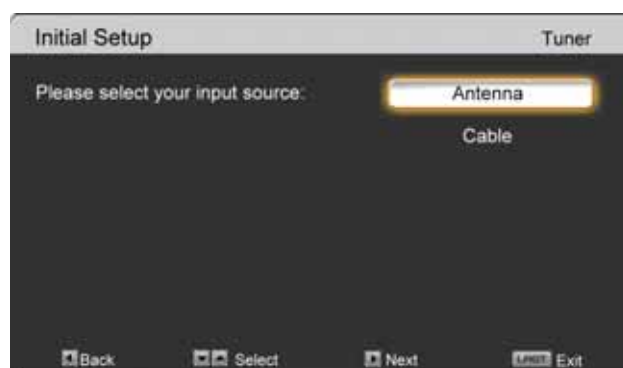 Initial Setup Tuner
Please select your input source: Antenna
Cable
Back Select Next Exit